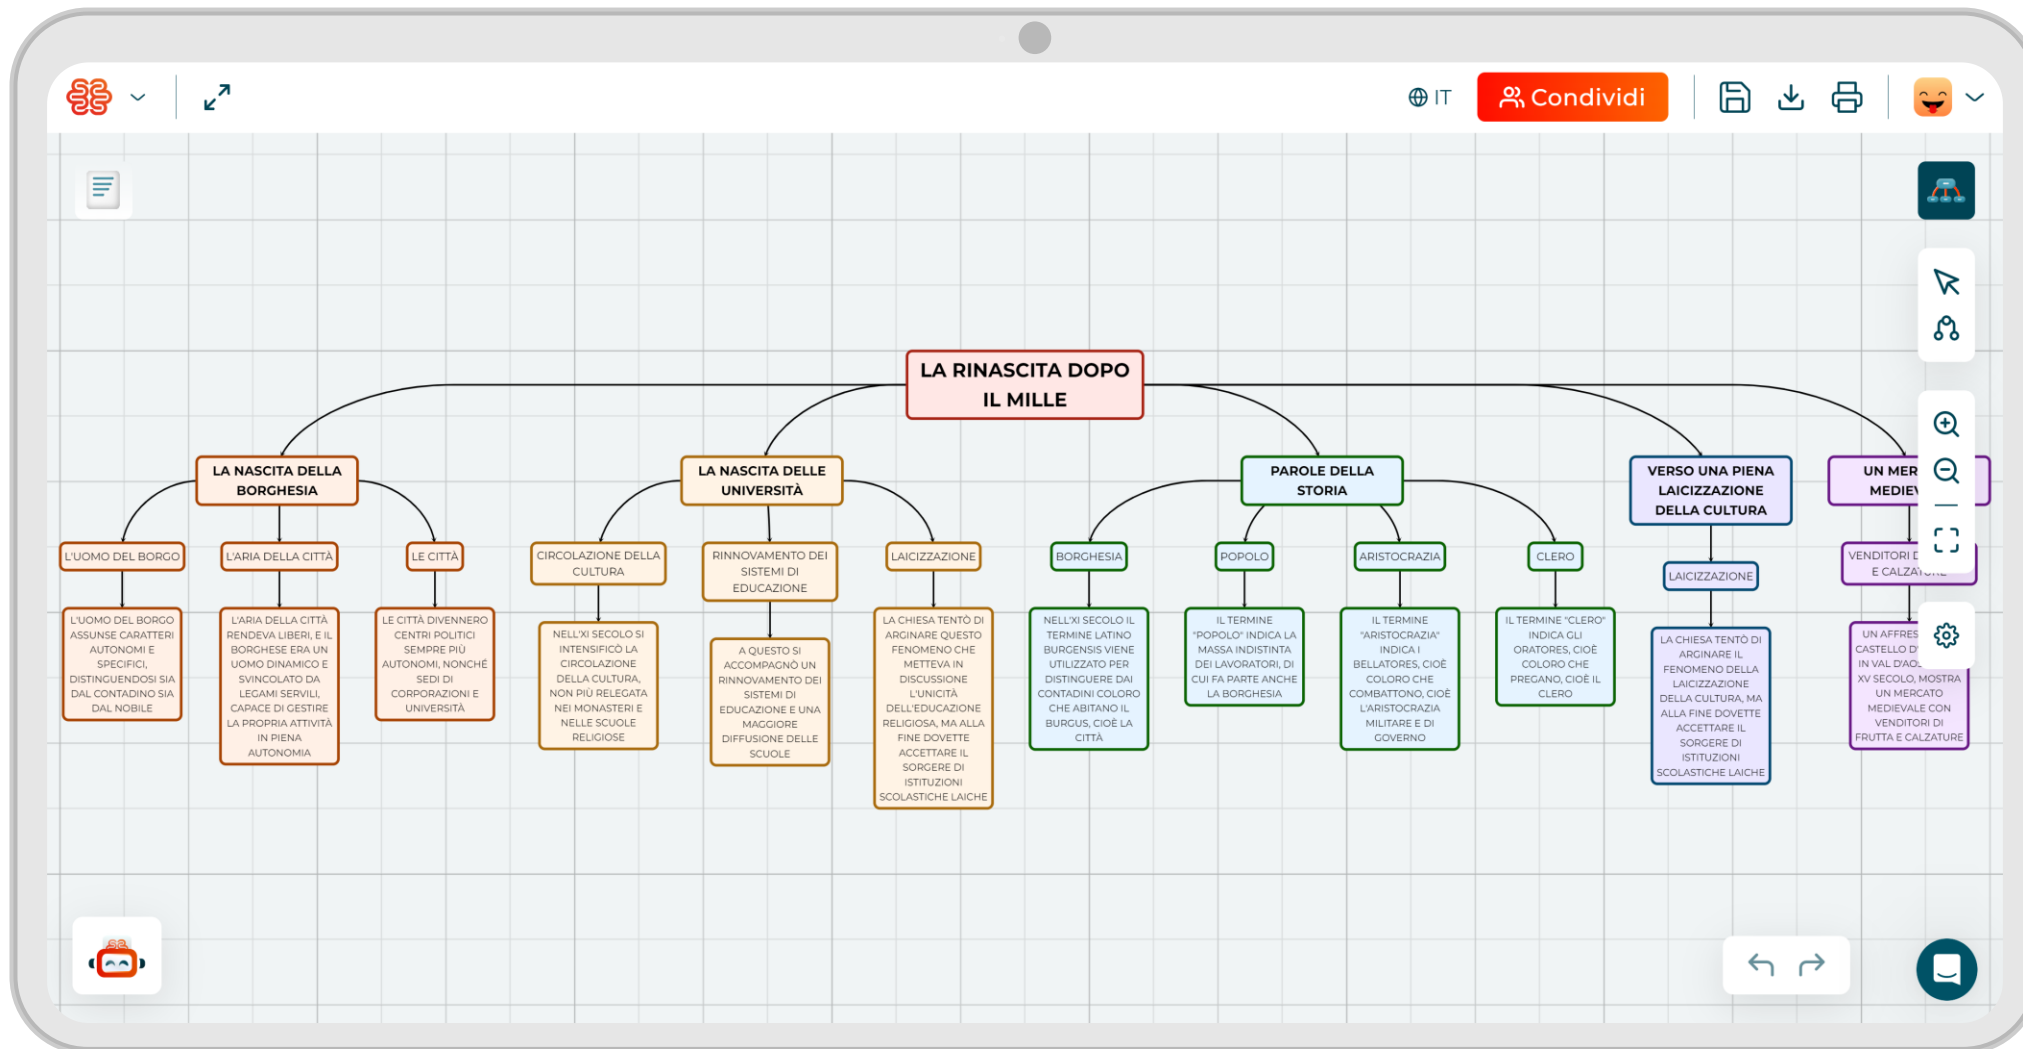 IT
Condividi
LA RINASCITA DOPO
IL MILLE
LA NASCITA DELLA
BORGHESIA
LA NASCITA DELLE
UNIVERSITÀ
PAROLE DELLA
STORIA
VERSO UNA PIENA
LAICIZZAZIONE
DELLA CULTURA
UN
L'UOMO DEL BORGO
L'ARIA DELLA CITTÀ
LE CITTÀ
CIRCOLAZIONE DELLA
CULTURA
RINNOVAMENTO DEI
SISTEMI DI
EDUCAZIONE
LAICIZZAZIONE
BORGHESIA
POPOLO
ARISTOCRAZIA
CLERO
LAICIZZAZIONE
VENDITORI
E CALZATURE
L'UOMO DEL BORGO
ASSUNSE CARATTERI
AUTONOMI E
SPECIFICI,
DISTINGUENDOSI SIA
DAL CONTADINO SIA
DAL NOBILE
L'ARIA DELLA CITTÀ
RENDEVA LIBERI, E IL
BORGHESE ERA UN
UOMO DINAMICO E
SVINCOLATO DA
LEGAMI SERVILI,
CAPACE DI GESTIRE
LA PROPRIA ATTIVITÀ
IN PIENA
AUTONOMIA
LE CITTÀ DIVENNERO
CENTRI POLITICI
SEMPRE PIÙ
AUTONOMI, NONCHÉ
SEDI DI
CORPORAZIONI E
UNIVERSITÀ
NELL'XI SECOLO SI
INTENSIFICÒ LA
CIRCOLAZIONE
DELLA CULTURA,
NON PIÙ RELEGATA
NEI MONASTERI E
NELLE SCUOLE
RELIGIOSE
A QUESTO SI
ACCOMPAGNÒ UN
RINNOVAMENTO DEI
SISTEMI DI
EDUCAZIONE E UNA
MAGGIORE
DIFFUSIONE DELLE
SCUOLE
LA CHIESA TENTÒ DI
ARGINARE QUESTO
FENOMENO CHE
METTEVA IN
DISCUSSIONE
L'UNICITÀ
DELL'EDUCAZIONE
RELIGIOSA, MA ALLA
FINE DOVETTE
ACCETTARE IL
SORGERE DI
ISTITUZIONI
SCOLASTICHE LAICHE
NELL'XI SECOLO IL
TERMINE LATINO
BURGENSIS VIENE
UTILIZZATO PER
DISTINGUERE DAI
CONTADINI COLORO
CHE ABITANO IL
BURGUS, CIOÈ LA
CITTÀ
IL TERMINE
"POPOLO" INDICA LA
MASSA INDISTINTA
DEI LAVORATORI, DI
CUI FA PARTE ANCHE
LA BORGHESIA
IL TERMINE
"ARISTOCRAZIA"
INDICA I
BELLATORES, CIOÈ
COLORO CHE
COMBATTONO, CIOÈ
L'ARISTOCRAZIA
MILITARE E DI
GOVERNO
IL TERMINE "CLERO"
INDICA GLI
ORATORES, CIOÈ
COLORO CHE
PREGANO, CIOÈ IL
CLERO
LA CHIESA TENTÒ DI
ARGINARE IL
FENOMENO DELLA
LAICIZZAZIONE
DELLA CULTURA, MA
ALLA FINE DOVETTE
ACCETTARE IL
SORGERE DI
ISTITUZIONI
SCOLASTICHE LAICHE
UN
CASTELLO
IN VAL
XV SECOLO, MOSTRA
UN MERCATO
MEDIEVALE CON
VENDITORI DI
FRUTTA E CALZATURE